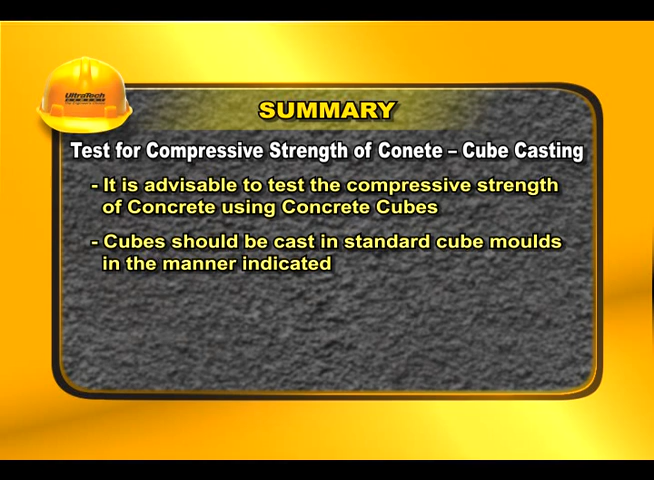 UltraTech
CEMENT
SUMMARY
Test for Compressive Strength of Conete – Cube Casting
- It is advisable to test the compressive strength
of Concrete using Concrete Cubes
- Cubes should be cast in standard cube moulds
in the manner indicated